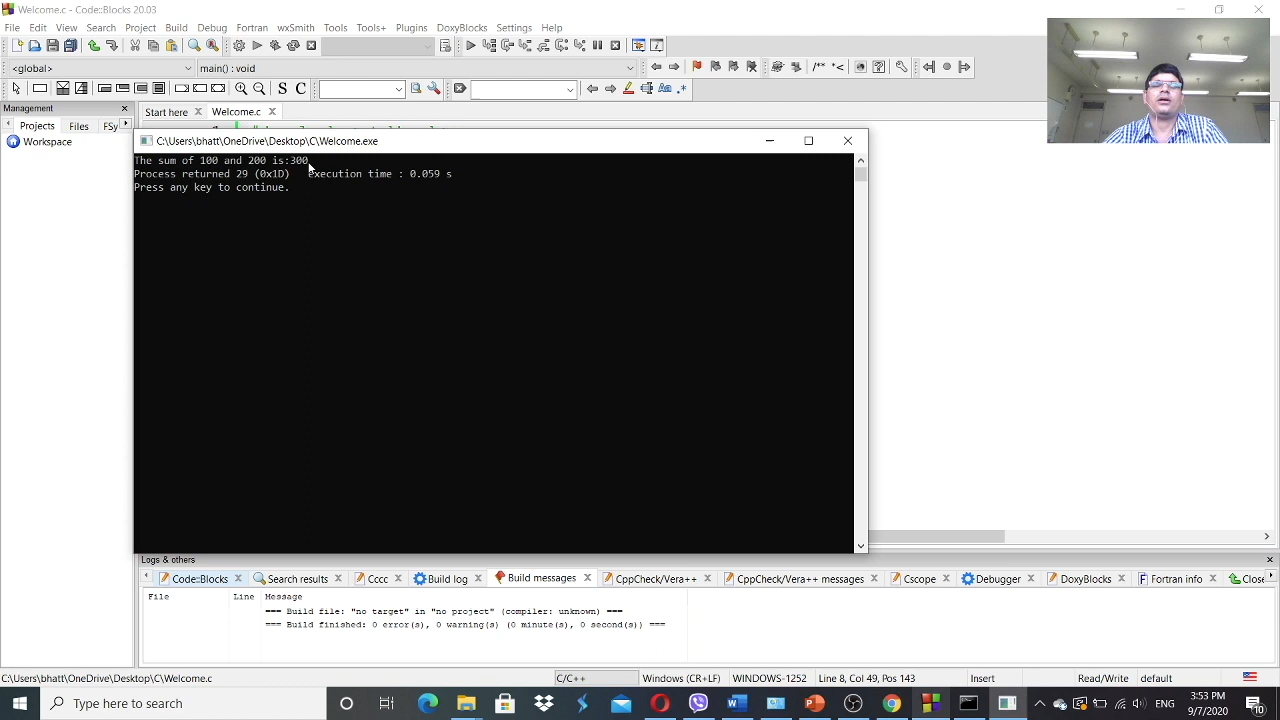 Welcome.c - Code::Blocks 20.03
File Edit View Search Project Build Debug Fortran wxSmith Tools Tools+ Plugins DoxyBlocks Settings Help
<global> main() : void
/** *<
S C Aa .*
Management
Start here Welcome.c
Projects Files FSy
Workspace
C:\Users\bhatt\OneDrive\Desktop\C\Welcome.exe
The sum of 100 and 200 is:300
Process returned 29 (0x1D) execution time : 0.059 s
Press any key to continue.
Logs & others
Code::Blocks Search results Cccc Build log Build messages CppCheck/Vera++ CppCheck/Vera++ messages Cscope Debugger DoxyBlocks Fortran info Close
File Line Message
=== Build file: "no target" in "no project" (compiler: unknown) ===
=== Build finished: 0 error(s), 0 warning(s) (0 minute(s), 0 second(s)) ===
C:\Users\bhatt\OneDrive\Desktop\C\Welcome.c C/C++ Windows (CR+LF) WINDOWS-1252 Line 8, Col 49, Pos 143 Insert Read/Write default
Type here to search
3:53 PM
9/7/2020
10